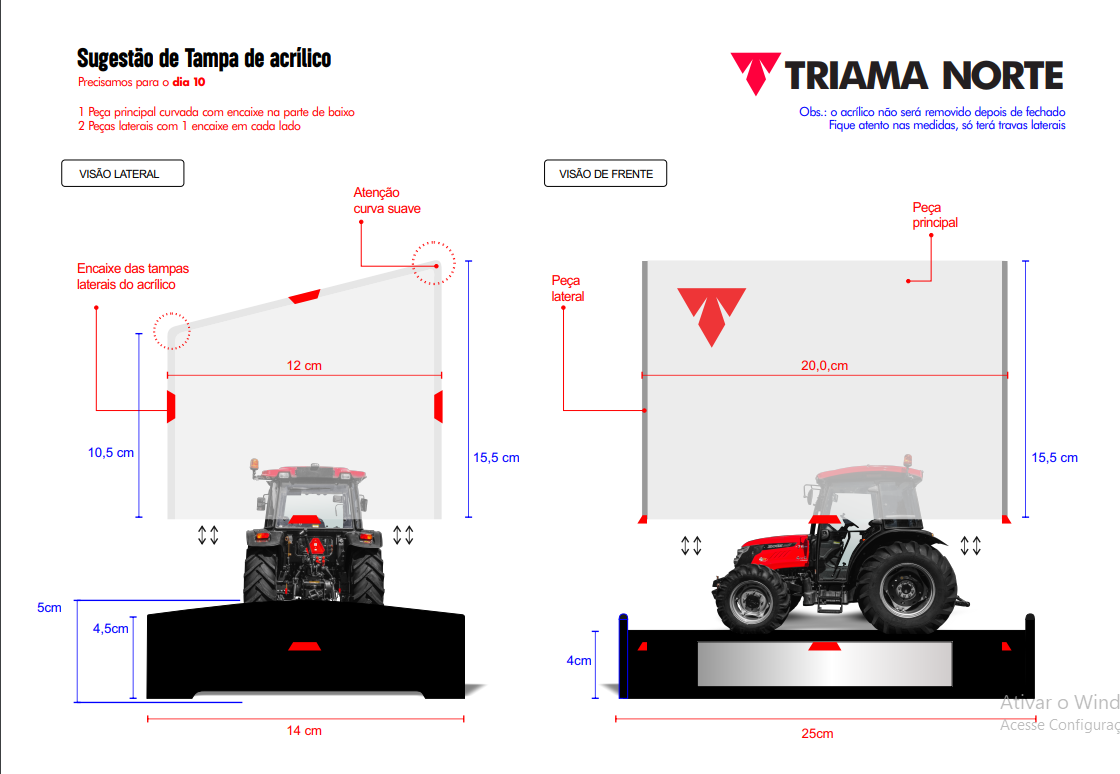 Sugestão de Tampa de acrílico
Precisamos para o dia 10
1 Peça principal curvada com encaixe na parte de baixo
2 Peças laterais com 1 encaixe em cada lado
TRIAMA NORTE
Obs.: o acrílico não será removido depois de fechado
Fique atento nas medidas, só terá travas laterais
VISÃO LATERAL
Atenção
curva suave
Encaixe das tampas
laterais do acrílico
12 cm
10,5 cm
15,5 cm
5cm
4,5cm
14 cm
VISÃO DE FRENTE
Peça
principal
Peça
lateral
20,0,cm
15,5 cm
4cm
25cm
Ativar o Wind
Acesse Configuraç